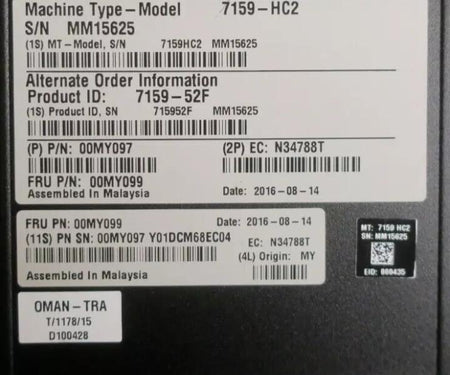 Machine Type-Model 7159-HC2
S/N MM15625
(1S) MT-Model, S/N 7159HC2 MM15625
Alternate Order Information
Product ID: 7159-52F
(1S) Product ID, SN 715952F MM15625
(P) P/N: 00MY097 (2P) EC: N34788T
FRU P/N: 00MY099
Assembled In Malaysia Date: 2016-08-14
FRU PN: 00MY099 Date: 2016-08-14
(11S) PN SN: 00MY097 Y01DCM68EC04 EC: N34788T
(4L) Origin: MY
Assembled In Malaysia
MT: 7159 HC2
SN: MM15625
EIO: 000435
OMAN-TRA
T/1178/15
D100428